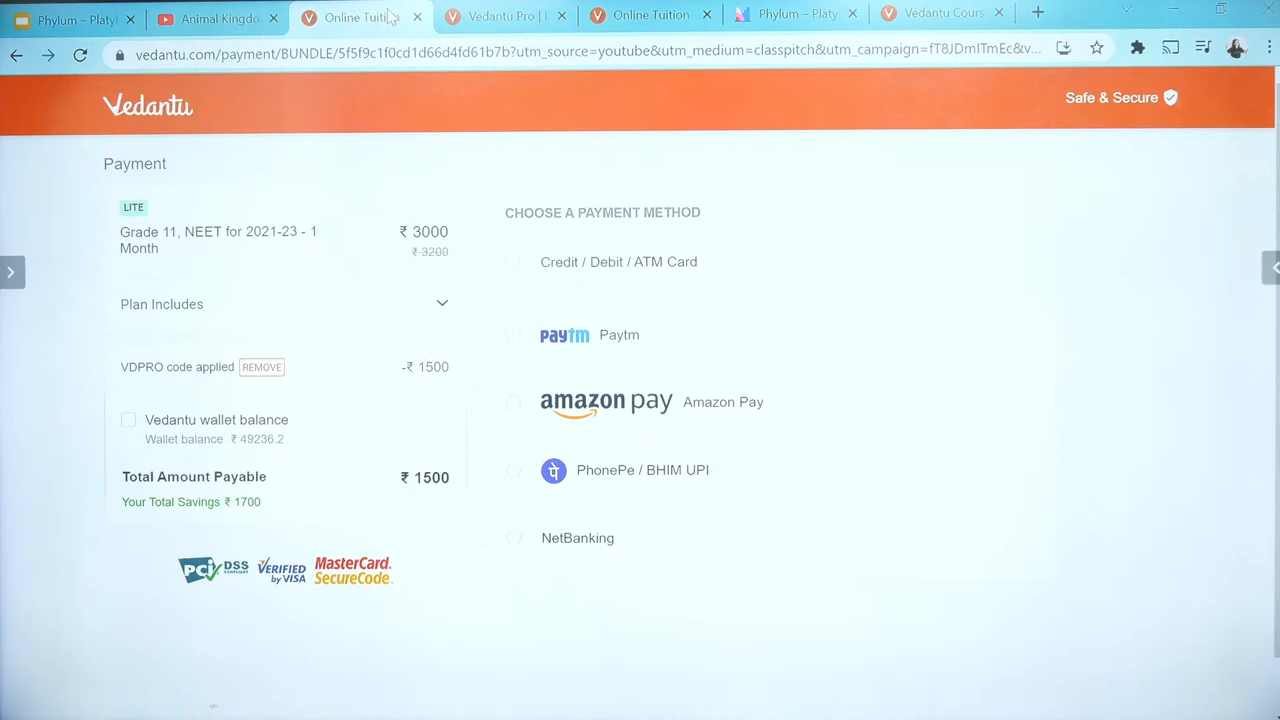 Phylum – Platyl
Animal Kingdo
Online Tuitio
Vedantu Pro | L
Online Tuition
Phylum – Platy
Vedantu Cours
vedantu.com/payment/BUNDLE/5f5f9c1f0cd1d66d4fd61b7b?utm_source=youtube&utm_medium=classpitch&utm_campaign=fT8JDmITmEc&v...
Vedantu
Safe & Secure
Payment
LITE
Grade 11, NEET for 2021-23 - 1
Month
₹ 3000
₹ 3200
Plan Includes
VDPRO code applied REMOVE -₹ 1500
Vedantu wallet balance
Wallet balance ₹ 49236.2
Total Amount Payable ₹ 1500
Your Total Savings ₹ 1700
PCI DSS COMPLIANT
VERIFIED by VISA
MasterCard.
SecureCode.
CHOOSE A PAYMENT METHOD
Credit / Debit / ATM Card
paytm Paytm
amazon pay Amazon Pay
पे PhonePe / BHIM UPI
NetBanking